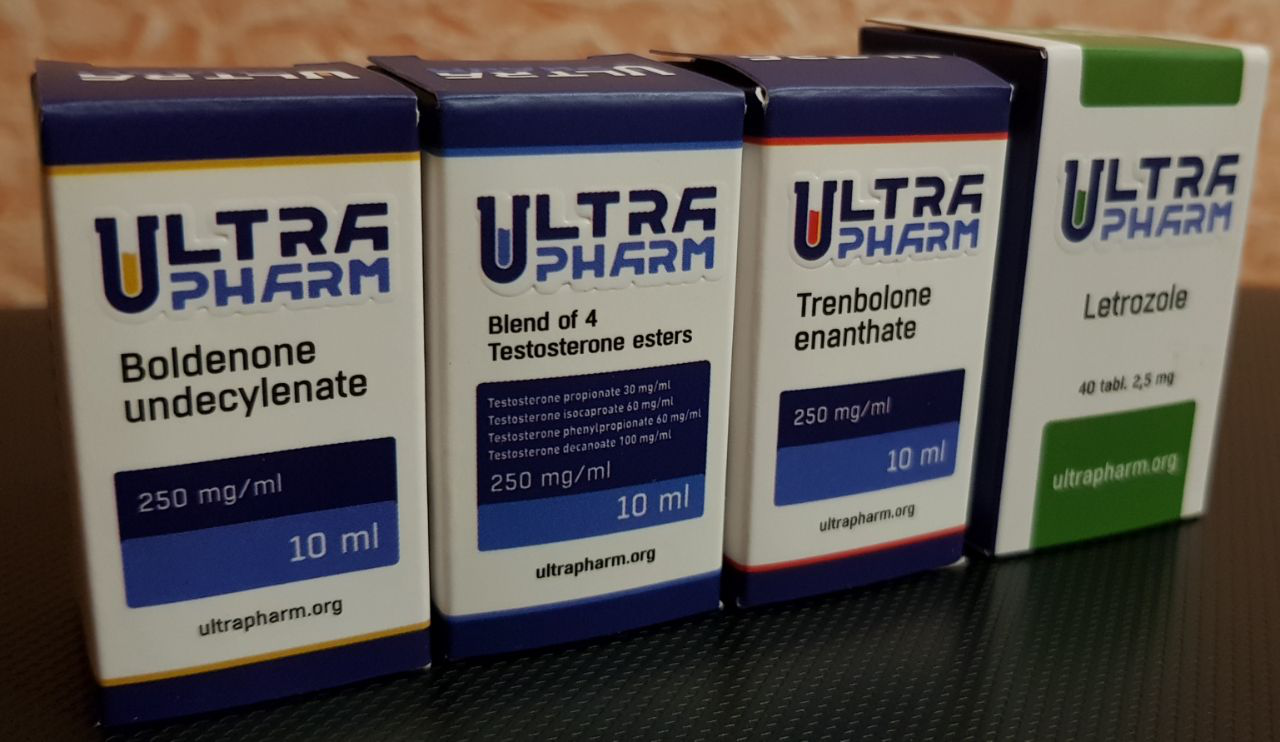 ULTRA
ULTRA
PHARM
Boldenone
undecylenate
250 mg/ml
10 ml
ultrapharm.org
ULTRA
ULTRA
PHARM
Blend of 4
Testosterone esters
Testosterone propionate 30 mg/ml
Testosterone isocaproate 60 mg/ml
Testosterone phenylpropionate 60 mg/ml
Testosterone decanoate 100 mg/ml
250 mg/ml
10 ml
ultrapharm.org
ULTRA
ULTRA
PHARM
Trenbolone
enanthate
250 mg/ml
10 ml
ultrapharm.org
ULTRA
PHARM
Letrozole
40 tabl. 2,5 mg
ultrapharm.org